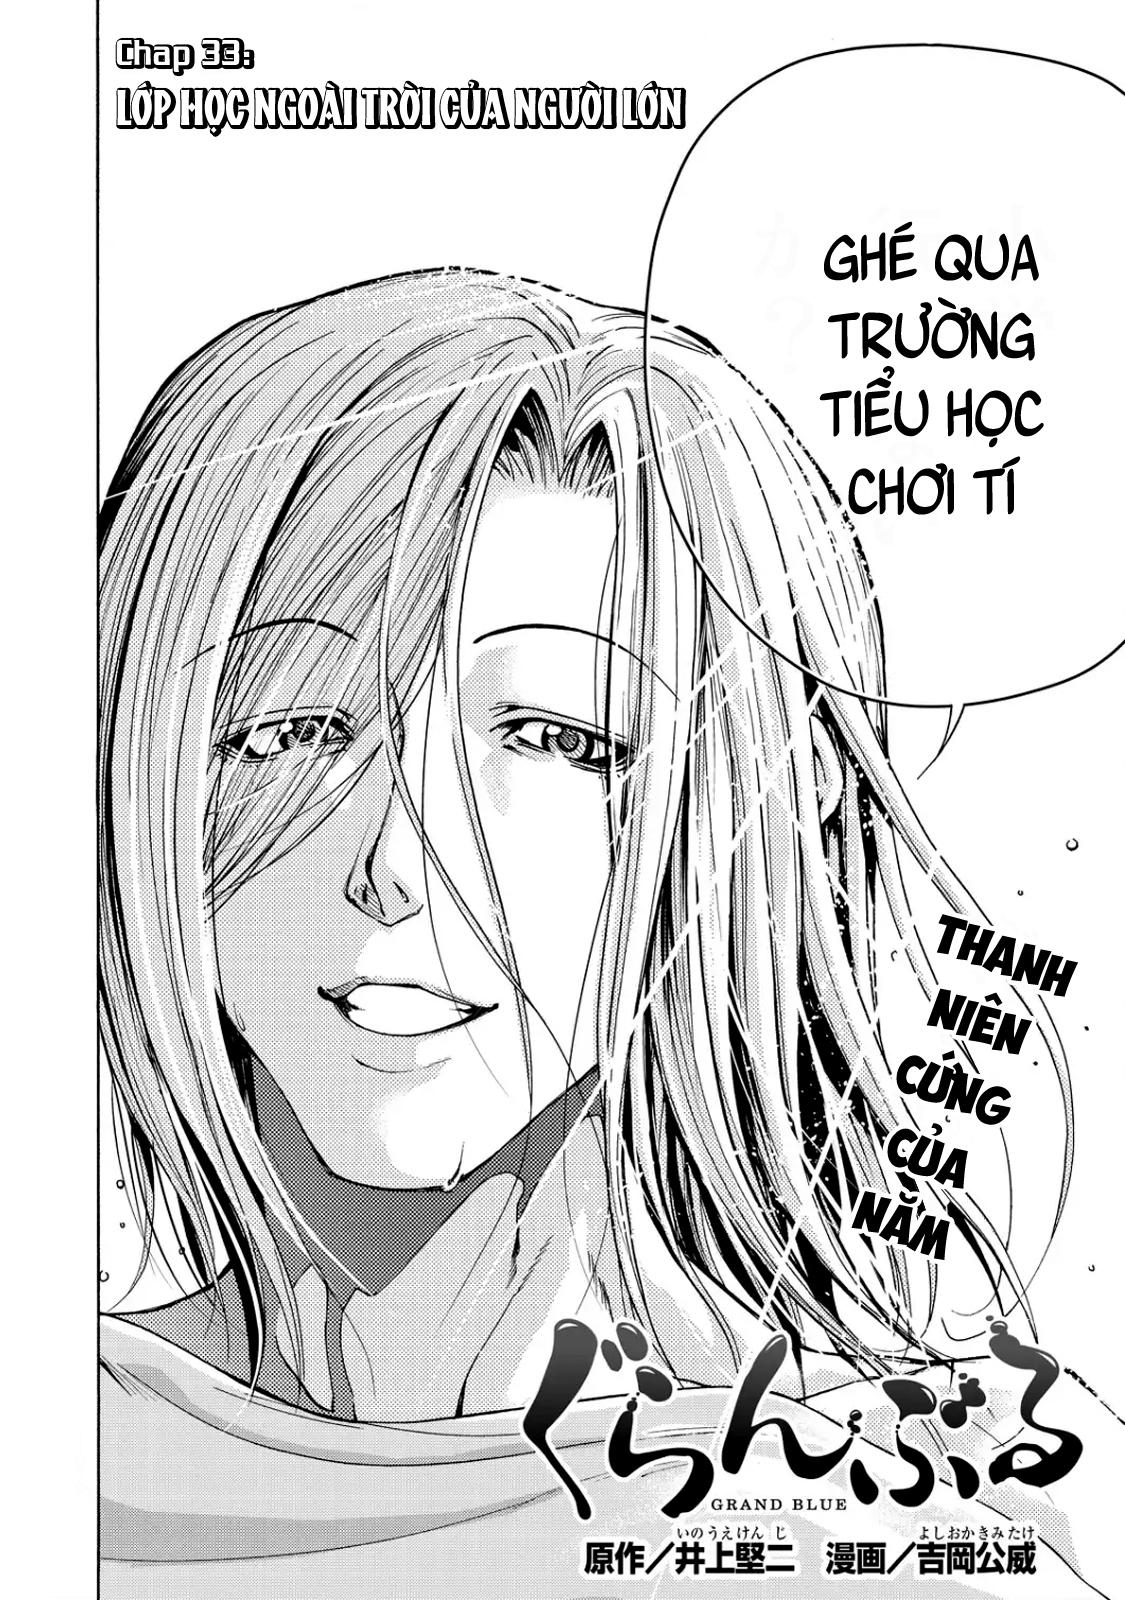 Chap 33:
LỚP HỌC NGOÀI TRỜI CỦA NGƯỜI LỚN
GHÉ QUA
TRƯỜNG
TIỂU HỌC
CHƠI TÍ
THANH
NIÊN
CỨNG
CỦA
NĂM
ぐらんぶる
GRAND BLUE
いのうえけんじ よしおかきみたけ
原作／井上堅二 漫画／吉岡公威